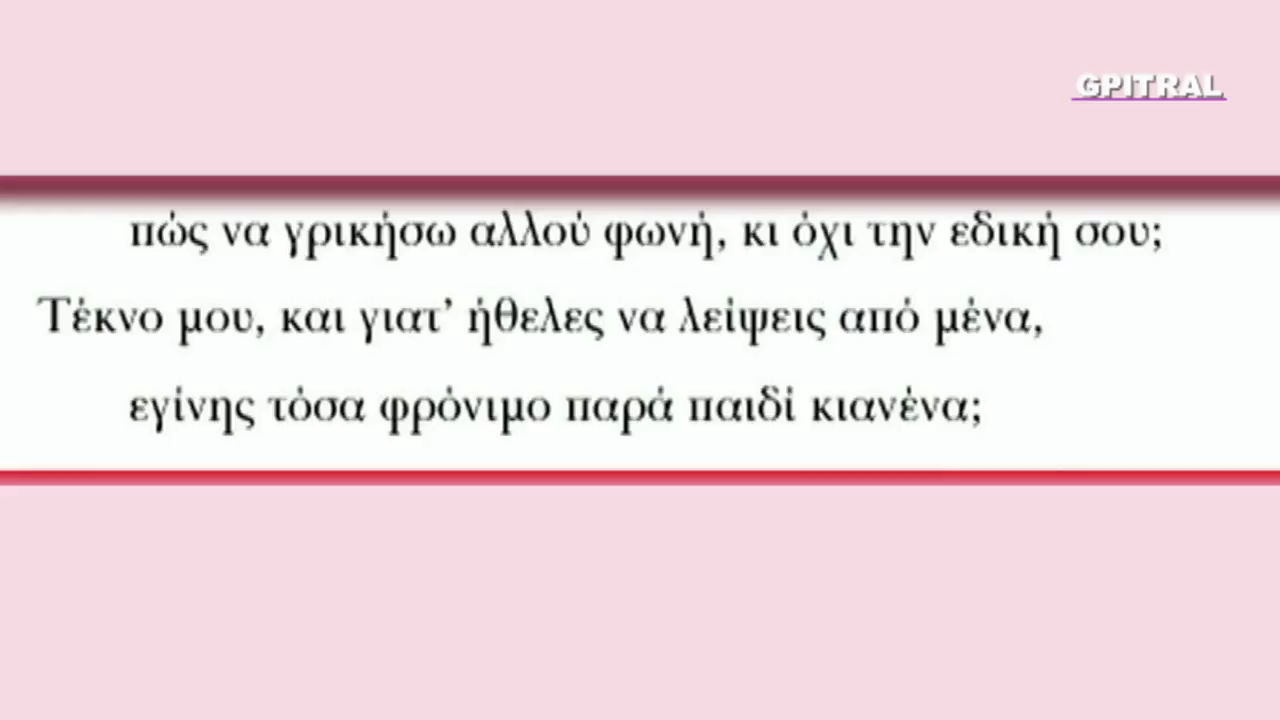 GPITRAL
πώς να γρικήσω αλλού φωνή, κι όχι την εδική σου;
Τέκνο μου, και γιατ’ ήθελες να λείψεις από μένα,
εγίνης τόσα φρόνιμο παρά παιδί κιανένα;